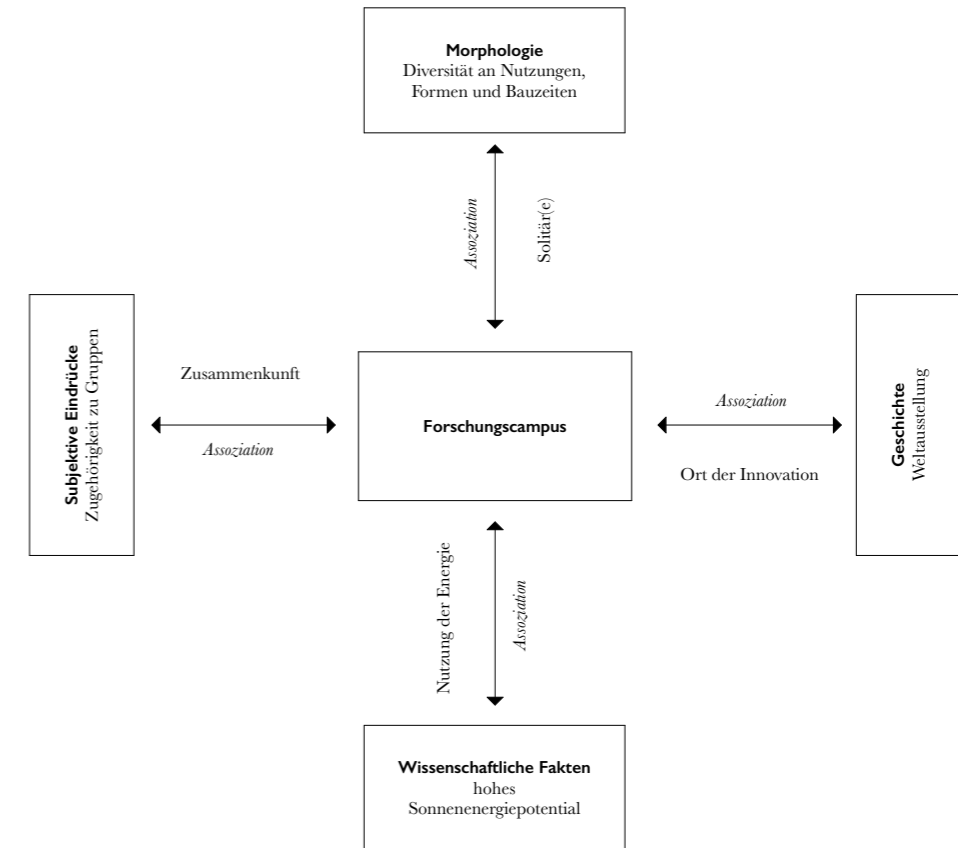 Morphologie
Diversität an Nutzungen,
Formen und Bauzeiten
Assoziation
Solitär(e)
Subjektive Eindrücke
Zugehörigkeit zu Gruppen
Zusammenkunft
Assoziation
Forschungscampus
Assoziation
Ort der Innovation
Geschichte
Weltausstellung
Nutzung der Energie
Assoziation
Wissenschaftliche Fakten
hohes
Sonnenenergiepotential